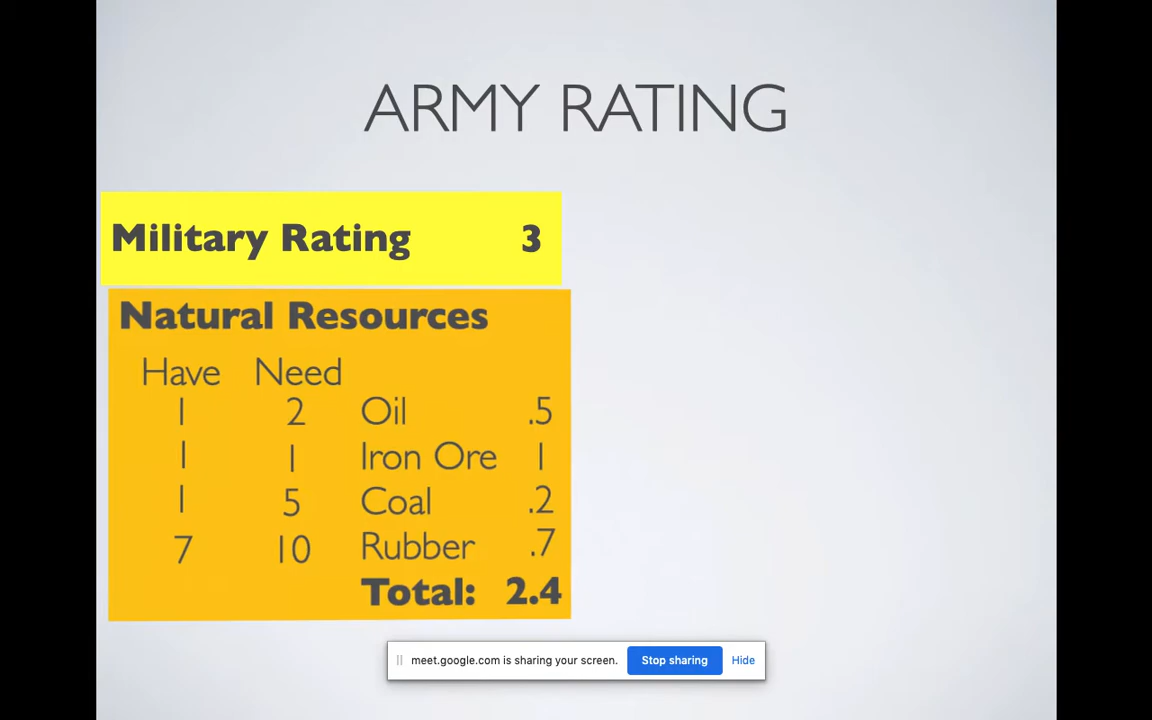 ARMY RATING
Military Rating 3
Natural Resources
Have Need
1 2 Oil .5
1 1 Iron Ore 1
1 5 Coal .2
7 10 Rubber .7
Total: 2.4
meet.google.com is sharing your screen. Stop sharing Hide